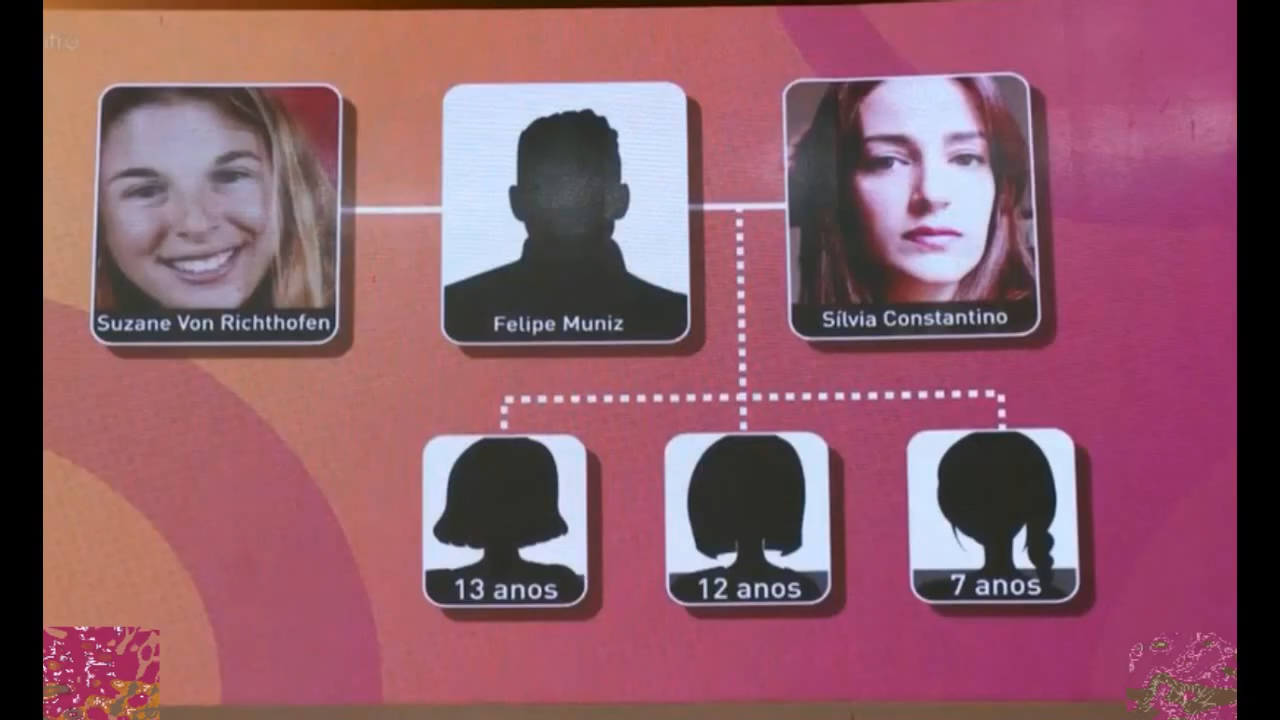 Suzane Von Richthofen
Felipe Muniz
Sílvia Constantino
13 anos
12 anos
7 anos